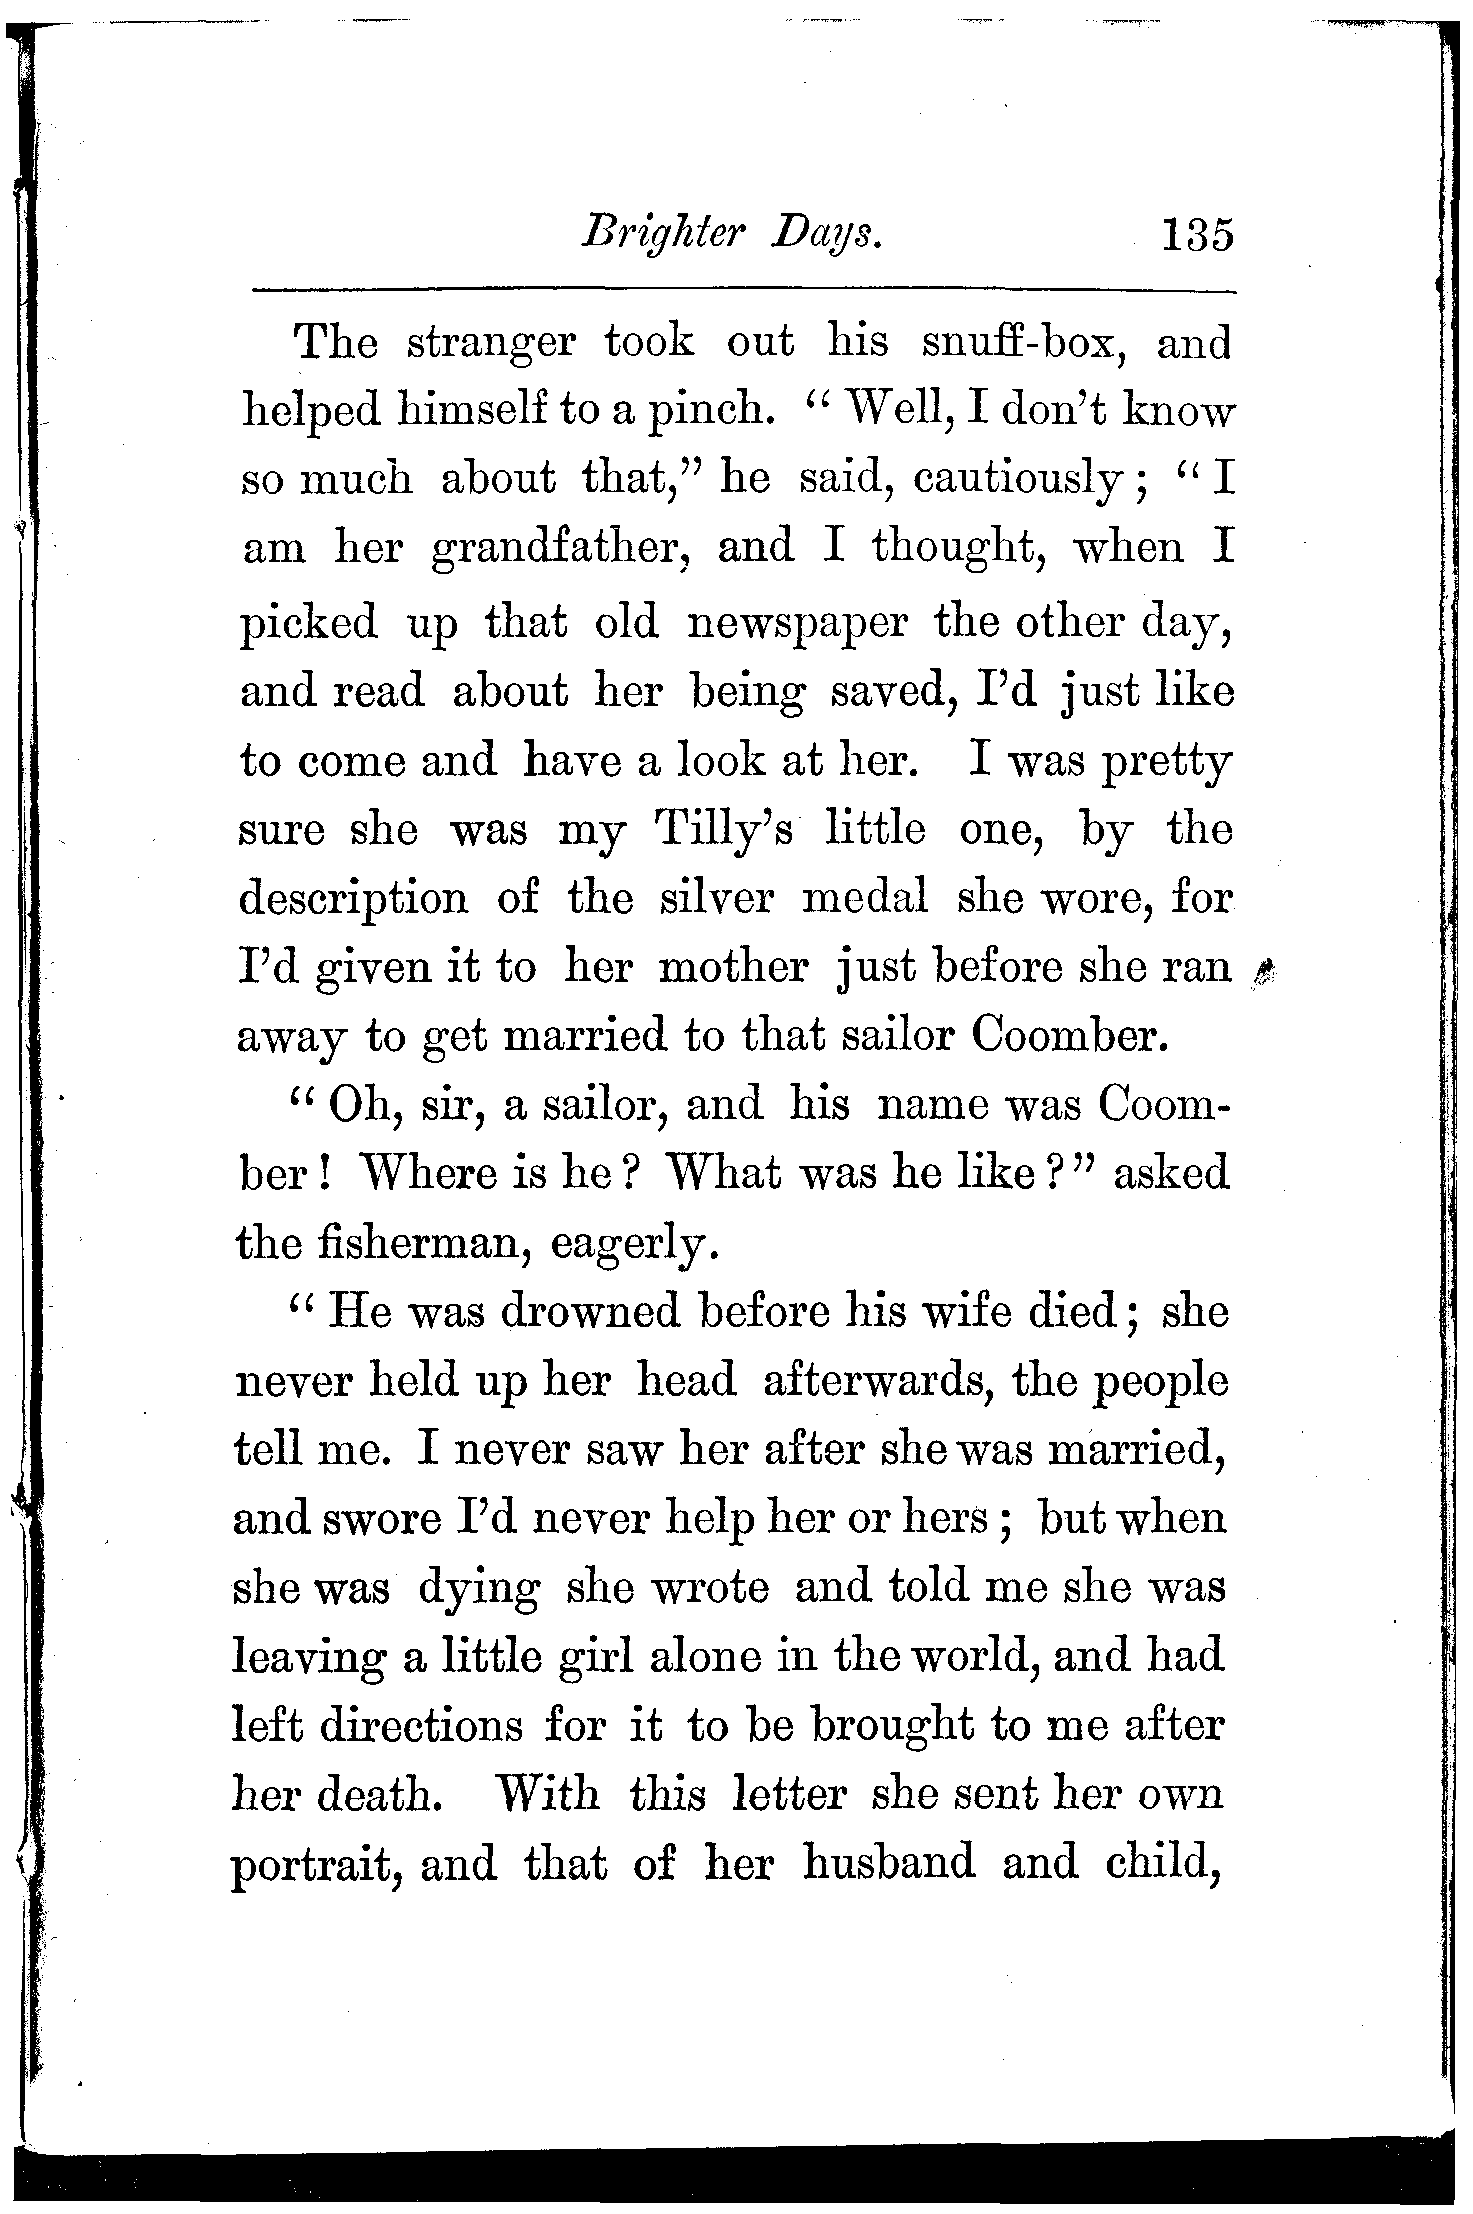 Brighter Days. 135
The stranger took out his snuff-box, and
helped himself to a pinch. “ Well, I don’t know
so much about that,” he said, cautiously ; “ I
am her grandfather, and I thought, when I
picked up that old newspaper the other day,
and read about her being saved, I’d just like
to come and have a look at her. I was pretty
sure she was my Tilly’s little one, by the
description of the silver medal she wore, for
I’d given it to her mother just before she ran
away to get married to that sailor Coomber.
“ Oh, sir, a sailor, and his name was Coom-
ber ! Where is he ? What was he like ? ” asked
the fisherman, eagerly.
“ He was drowned before his wife died ; she
never held up her head afterwards, the people
tell me. I never saw her after she was married,
and swore I’d never help her or hers ; but when
she was dying she wrote and told me she was
leaving a little girl alone in the world, and had
left directions for it to be brought to me after
her death. With this letter she sent her own
portrait, and that of her husband and child,